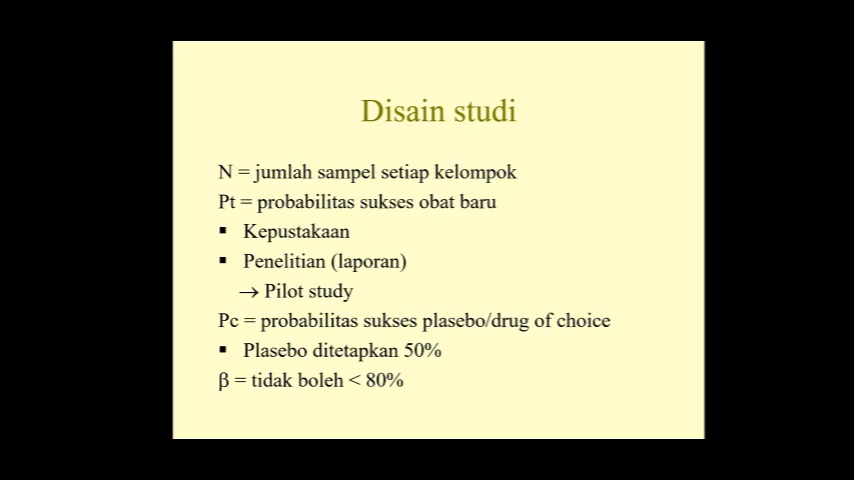 Disain studi
N = jumlah sampel setiap kelompok
Pt = probabilitas sukses obat baru
▪ Kepustakaan
▪ Penelitian (laporan)
→ Pilot study
Pc = probabilitas sukses plasebo/drug of choice
▪ Plasebo ditetapkan 50%
β = tidak boleh < 80%